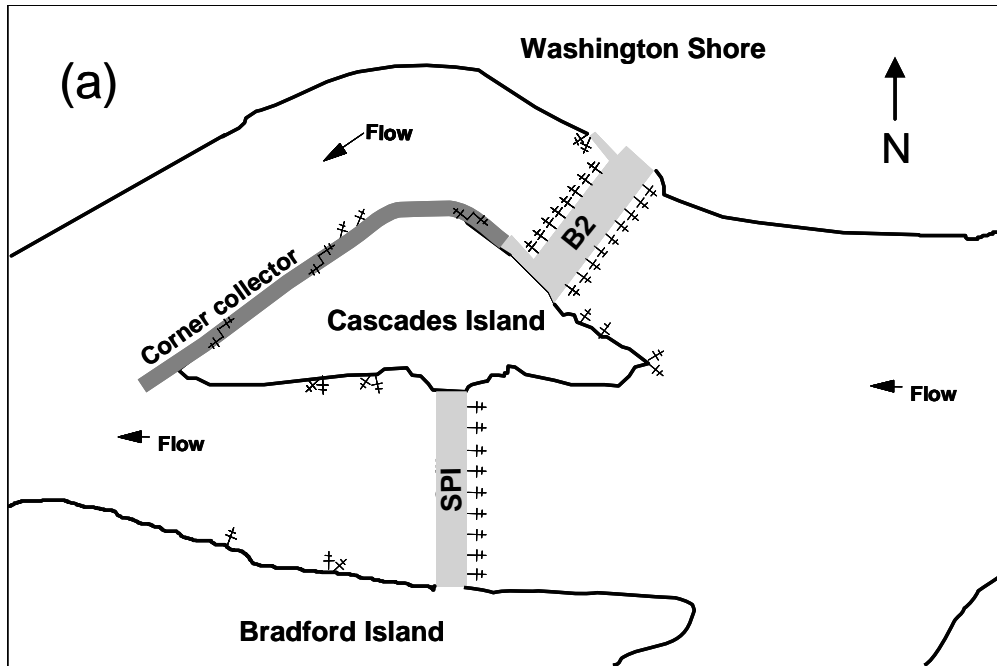 (a)
Washington Shore
N
Flow
B2
Corner collector
Cascades Island
Flow
Flow
SPI
Bradford Island